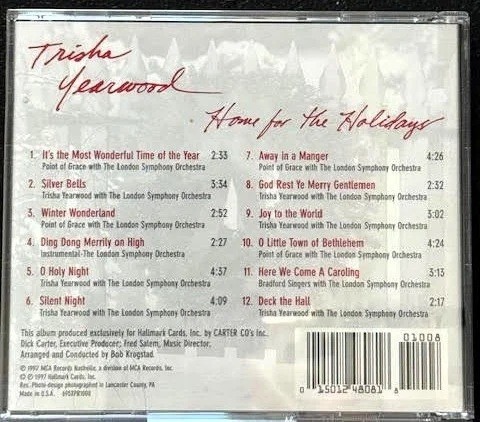 Trisha
Yearwood
Home for the Holidays
1. It's the Most Wonderful Time of the Year 2:33
Point of Grace with The London Symphony Orchestra
2. Silver Bells 3:34
Trisha Yearwood with The London Symphony Orchestra
3. Winter Wonderland 2:52
Point of Grace with The London Symphony Orchestra
4. Ding Dong Merrily on High 2:27
Instrumental-The London Symphony Orchestra
5. O Holy Night 4:37
Trisha Yearwood with The London Symphony Orchestra
6. Silent Night 4:09
Trisha Yearwood with The London Symphony Orchestra
7. Away in a Manger 4:26
Point of Grace with The London Symphony Orchestra
8. God Rest Ye Merry Gentlemen 2:32
Trisha Yearwood with The London Symphony Orchestra
9. Joy to the World 3:02
Trisha Yearwood with The London Symphony Orchestra
10. O Little Town of Bethlehem 4:24
Point of Grace with The London Symphony Orchestra
11. Here We Come A Caroling 3:13
Bradford Singers with The London Symphony Orchestra
12. Deck the Hall 2:17
Trisha Yearwood with The London Symphony Orchestra
This album produced exclusively for Hallmark Cards, Inc. by CARTER CO's Inc.
Dick Carter, Executive Producer; Fred Salem, Music Director,
Arranged and Conducted by Bob Krogstad.
℗ © 1997 MCA Records Nashville, a division of MCA Records, Inc.
© ℗ 1997 Hallmark Cards, Inc.
Rec. Photo design photographed in Lancaster County, PA
Made in U.S.A. 695XPR1008
01008
0 15012 48081 8